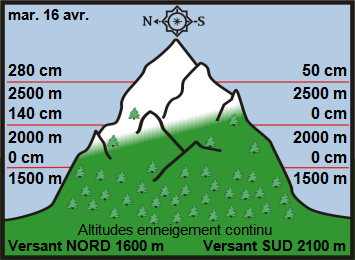 mar. 16 avr.
N S
280 cm 50 cm
2500 m 2500 m
140 cm 0 cm
2000 m 2000 m
0 cm 0 cm
1500 m 1500 m
Altitudes enneigement continu
Versant NORD 1600 m Versant SUD 2100 m